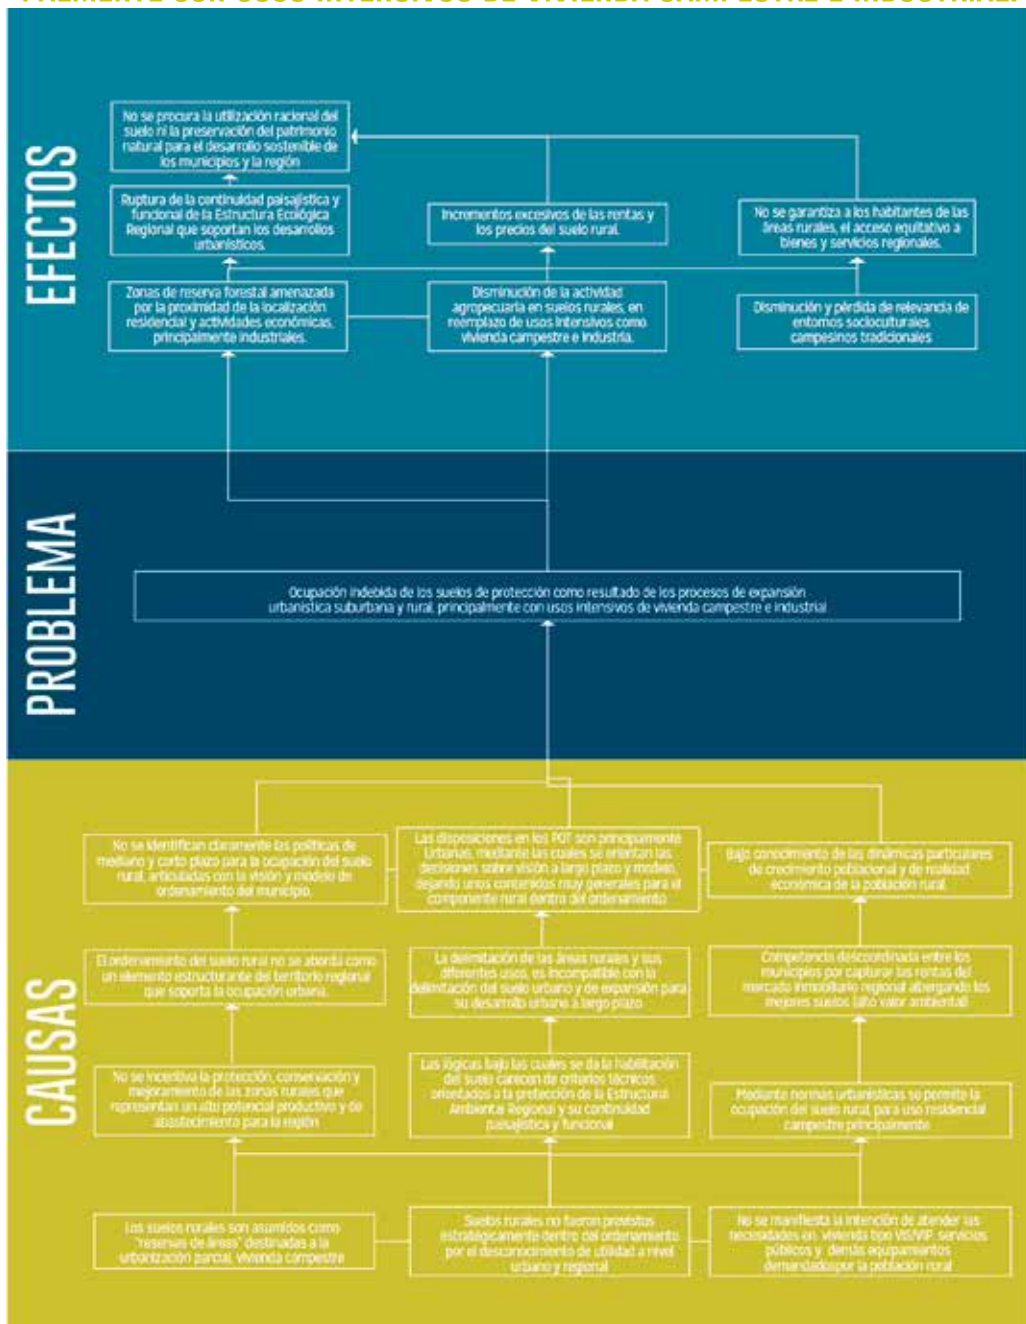 EFECTOS
No se procura la utilización racional del
suelo ni la preservación del patrimonio
natural para el desarrollo sostenible de
los municipios y la región
Ruptura de la continuidad paisajística y
funcional de la Estructura Ecológica
Regional que soportan los desarrollos
urbanísticos.
Incrementos excesivos de las rentas y
los precios del suelo rural.
No se garantiza a los habitantes de las
áreas rurales, el acceso equitativo a
bienes y servicios regionales.
Zonas de reserva forestal amenazada
por la proximidad de la localización
residencial y actividades económicas,
principalmente industriales.
Disminución de la actividad
agropecuaria en suelos rurales, en
reemplazo de usos intensivos como
vivienda campestre e industria.
Disminución y pérdida de relevancia de
entornos socioculturales
campesinos tradicionales
PROBLEMA
Ocupación indebida de los suelos de protección como resultado de los procesos de expansión
urbanística suburbana y rural, principalmente con usos intensivos de vivienda campestre e industrial
CAUSAS
No se identifican claramente las políticas de
mediano y corto plazo para la ocupación del suelo
rural, articuladas con la visión y modelo de
ordenamiento del municipio.
Las disposiciones en los POT son principalmente
Urbanas, mediante las cuales se orientan las
decisiones sobre visión a largo plazo y modelo,
dejando unos contenidos muy generales para el
componente rural dentro del ordenamiento
Bajo conocimiento de las dinámicas particulares
de crecimiento poblacional y de realidad
económica de la población rural.
El ordenamiento del suelo rural no se aborda como
un elemento estructurante del territorio regional
que soporta la ocupación urbana.
La delimitación de las áreas rurales y sus
diferentes usos, es incompatible con la
delimitación del suelo urbano y de expansión para
su desarrollo urbano a largo plazo
Competencia descoordinada entre los
municipios por capturar las rentas del
mercado inmobiliario regional albergando los
mejores suelos (alto valor ambiental)
No se incentiva la protección, conservación y
mejoramiento de las zonas rurales que
representan un alto potencial productivo y de
abastecimiento para la región
Las lógicas bajo las cuales se da la habilitación
del suelo carecen de criterios técnicos
orientados a la protección de la Estructura
Ambiental Regional y su continuidad
paisajística y funcional
Mediante normas urbanísticas se permite la
ocupación del suelo rural, para uso residencial
campestre principalmente
Los suelos rurales son asumidos como
"reservas de áreas" destinadas a la
urbanización parcial. Vivienda campestre
Suelos rurales no fueron previstos
estratégicamente dentro del ordenamiento
por el desconocimiento de utilidad a nivel
urbano y regional
No se manifiesta la intención de atender las
necesidades en vivienda tipo VIS/VIP servicios
públicos y demás equipamientos
demandados por la población rural